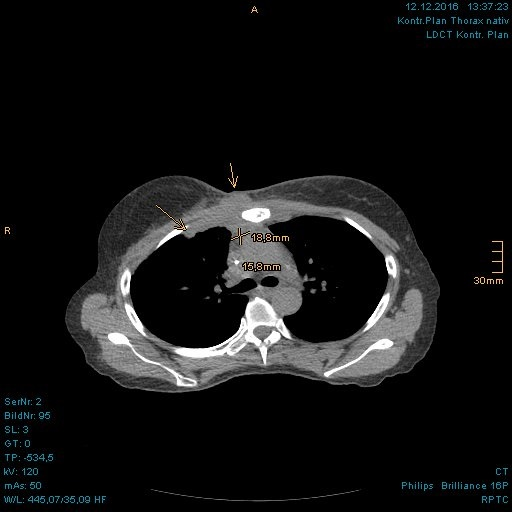 A
12.12.2016 13:37:23
Kontr.Plan Thorax nativ
LDCT Kontr. Plan
R
18,8mm
15,8mm
30mm
SerNr: 2
BildNr: 95
SL: 3
GT: 0
TP: -534,5
kV: 120
mAs: 50
W/L: 445,07/35,09 HF
CT
Philips Brilliance 16P
RPTC